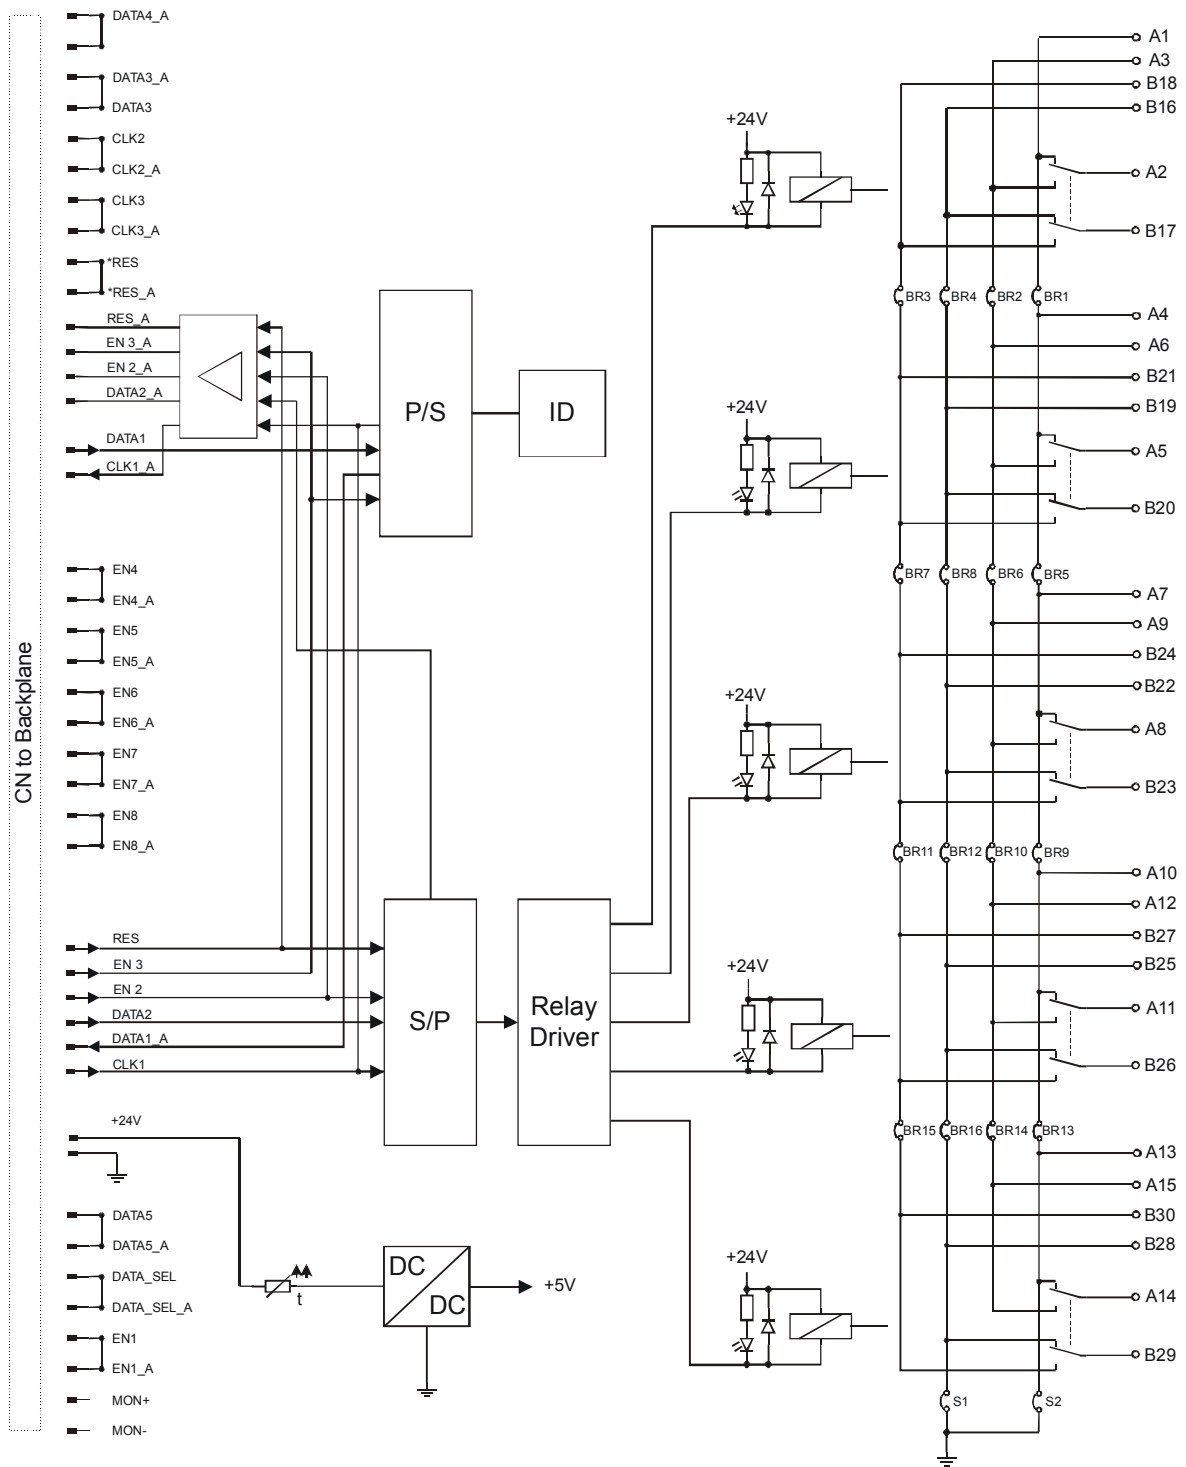 CN to Backplane
DATA4_A
DATA3_A
DATA3
CLK2
CLK2_A
CLK3
CLK3_A
*RES
*RES_A
RES_A
EN 3_A
EN 2_A
DATA2_A
DATA1
CLK1_A
EN4
EN4_A
EN5
EN5_A
EN6
EN6_A
EN7
EN7_A
EN8
EN8_A
RES
EN 3
EN 2
DATA2
DATA1_A
CLK1
+24V
DATA5
DATA5_A
DATA_SEL
DATA_SEL_A
EN1
EN1_A
MON+
MON-
P/S
ID
S/P
Relay
Driver
t
DC
DC
+5V
+24V
+24V
+24V
+24V
+24V
A1
A3
B18
B16
A2
B17
BR3 BR4 BR2 BR1
A4
A6
B21
B19
A5
B20
BR7 BR8 BR6 BR5
A7
A9
B24
B22
A8
B23
BR11 BR12 BR10 BR9
A10
A12
B27
B25
A11
B26
BR15 BR16 BR14 BR13
A13
A15
B30
B28
A14
B29
S1 S2